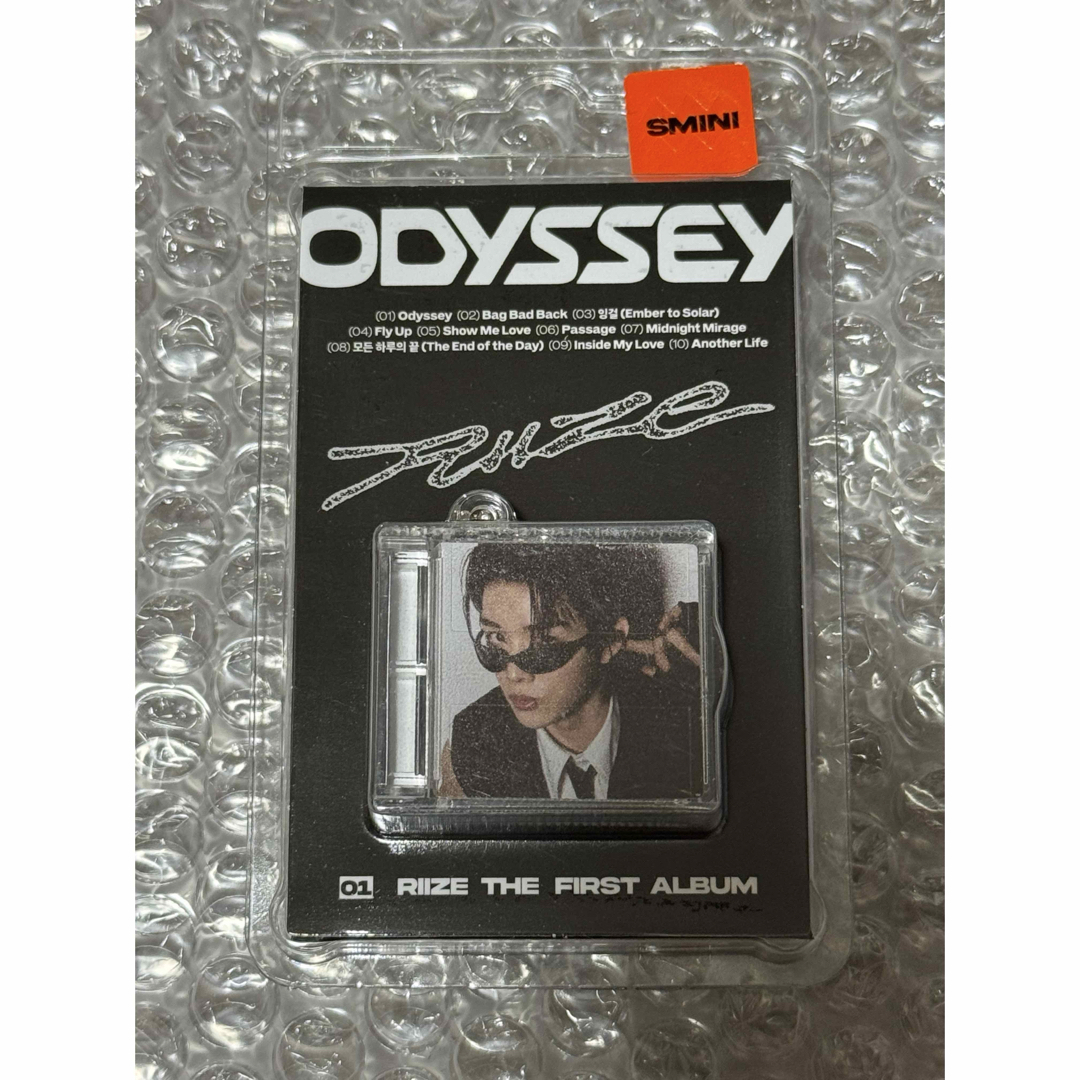 SMINI
ODYSSEY
(01) Odyssey (02) Bag Bad Back (03) 잉걸 (Ember to Solar)
(04) Fly Up (05) Show Me Love (06) Passage (07) Midnight Mirage
(08) 모든 하루의 끝 (The End of the Day) (09) Inside My Love (10) Another Life
RIIZE
01 RIIZE THE FIRST ALBUM